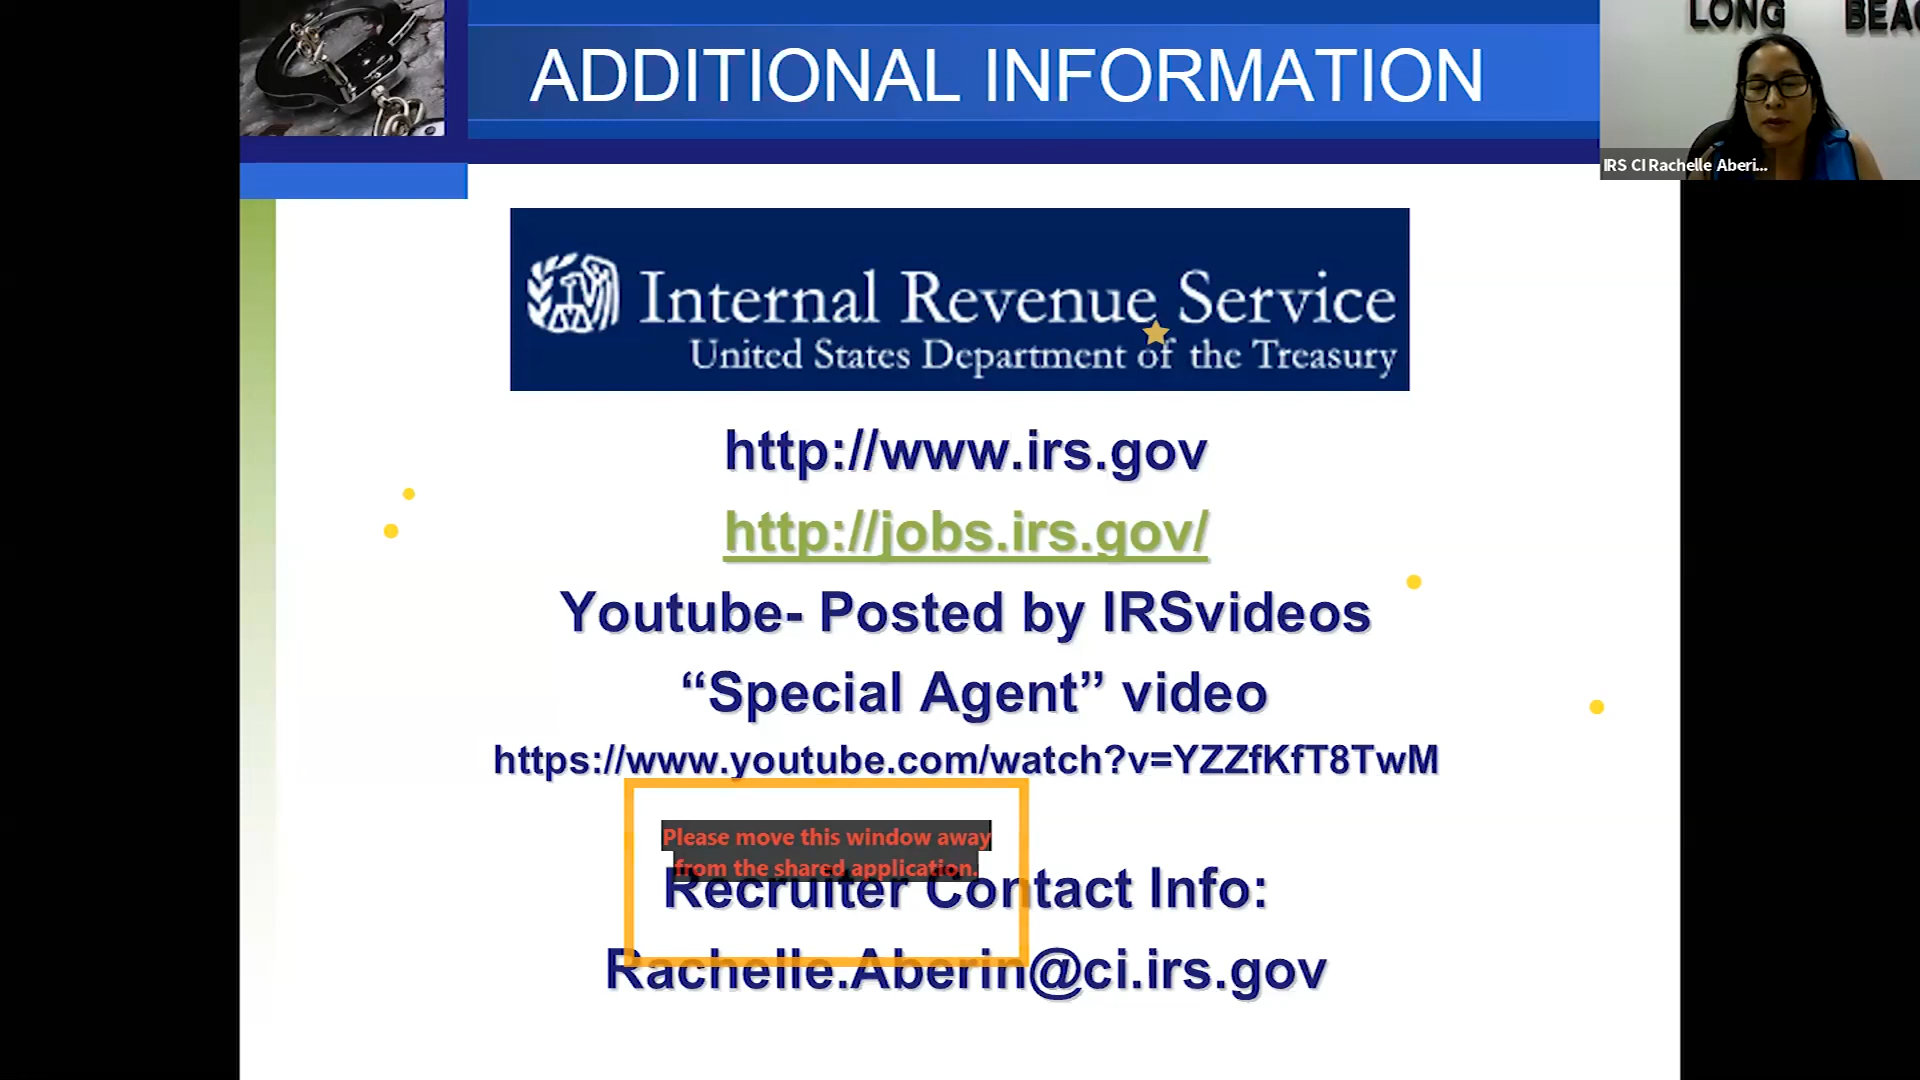 ADDITIONAL INFORMATION
LONG BEAC
IRS CI Rachelle Aberi...
Internal Revenue Service
United States Department of the Treasury
http://www.irs.gov
http://jobs.irs.gov/
Youtube- Posted by IRSvideos
“Special Agent” video
https://www.youtube.com/watch?v=YZZfKfT8TwM
Please move this window away
from the shared application.
Recruiter Contact Info:
Rachelle.Aberin@ci.irs.gov